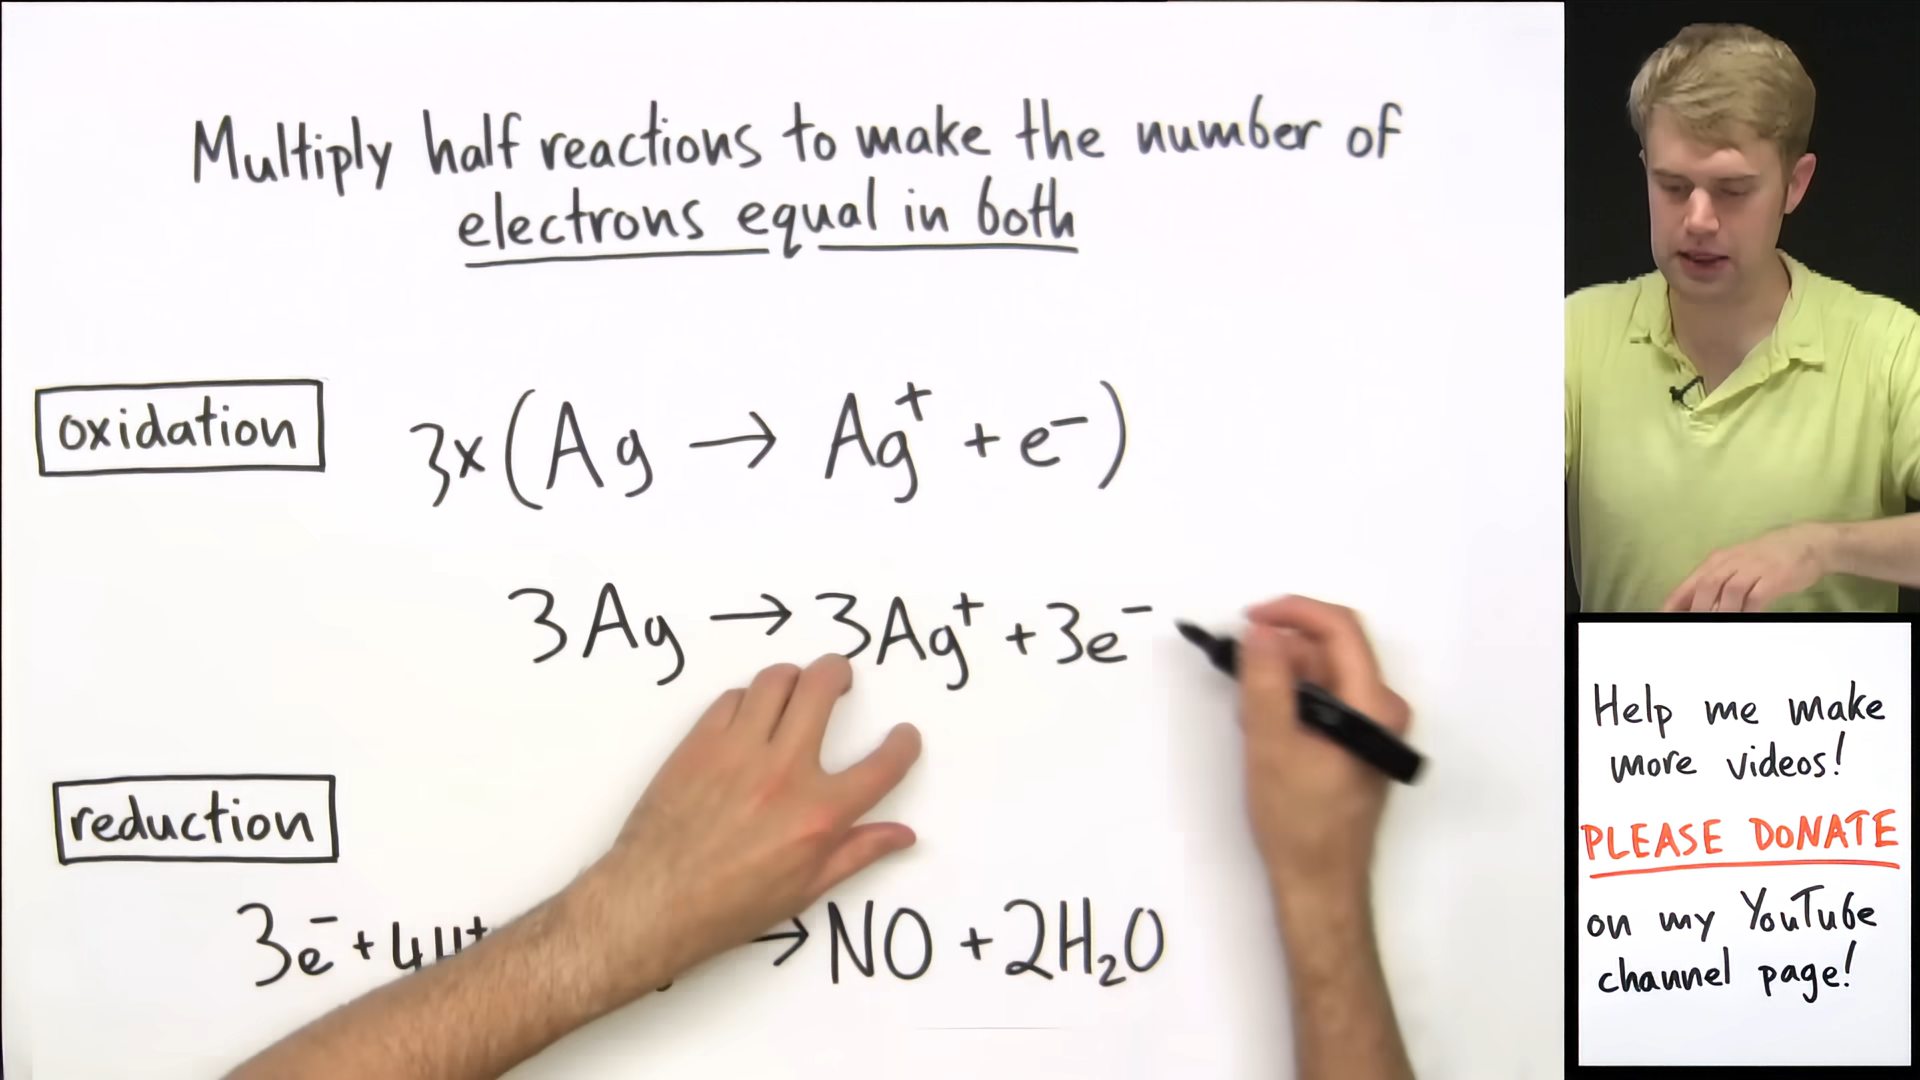 Multiply half reactions to make the number of
electrons equal in both
oxidation
3x(Ag → Ag⁺ + e⁻)
3Ag → 3Ag⁺ + 3e⁻
reduction
3e⁻ + 4H⁺ → NO + 2H₂O
Help me make
more videos!
PLEASE DONATE
on my YouTube
channel page!